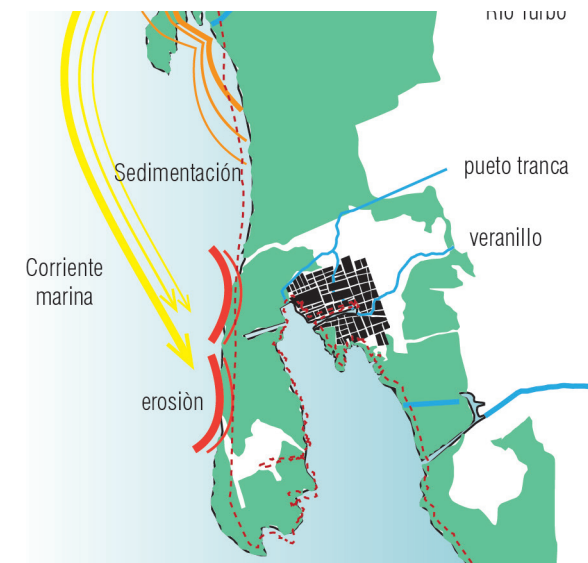 Río Turbo
Sedimentación
pueto tranca
veranillo
Corriente
marina
erosiòn